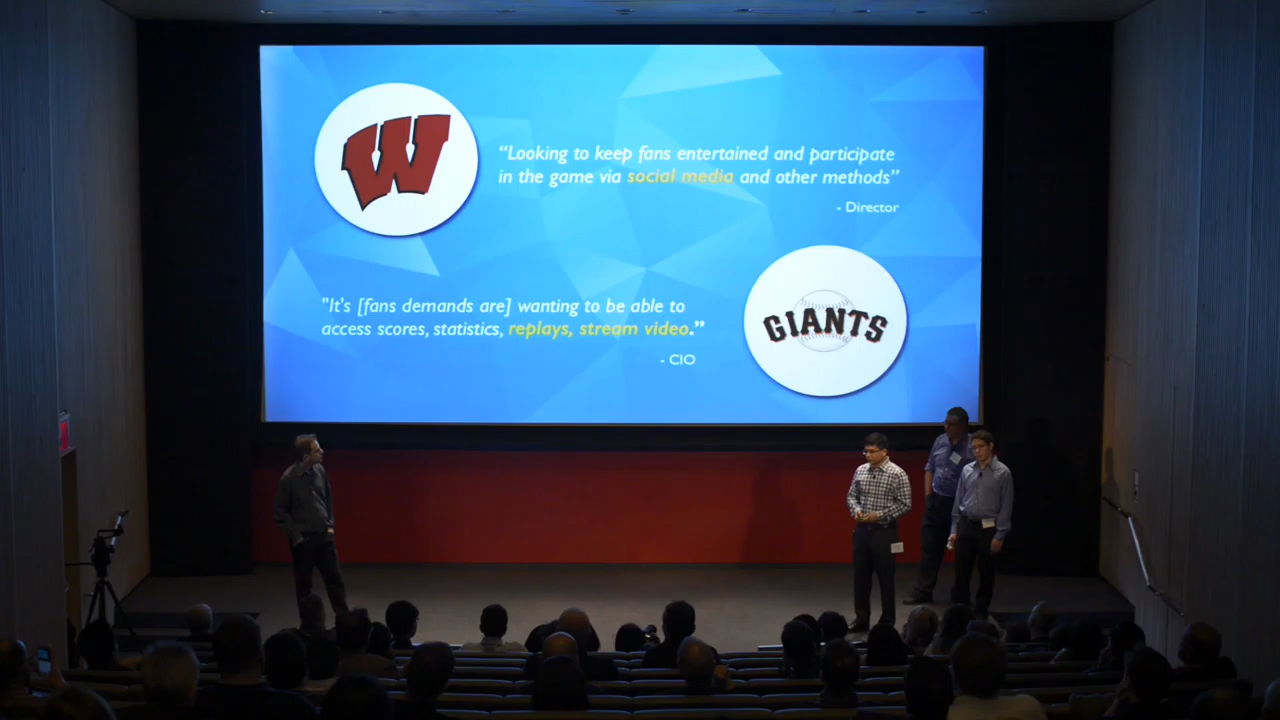 W
“Looking to keep fans entertained and participate
in the game via social media and other methods”
- Director
"It's [fans demands are] wanting to be able to
access scores, statistics, replays, stream video.”
- CIO
GIANTS